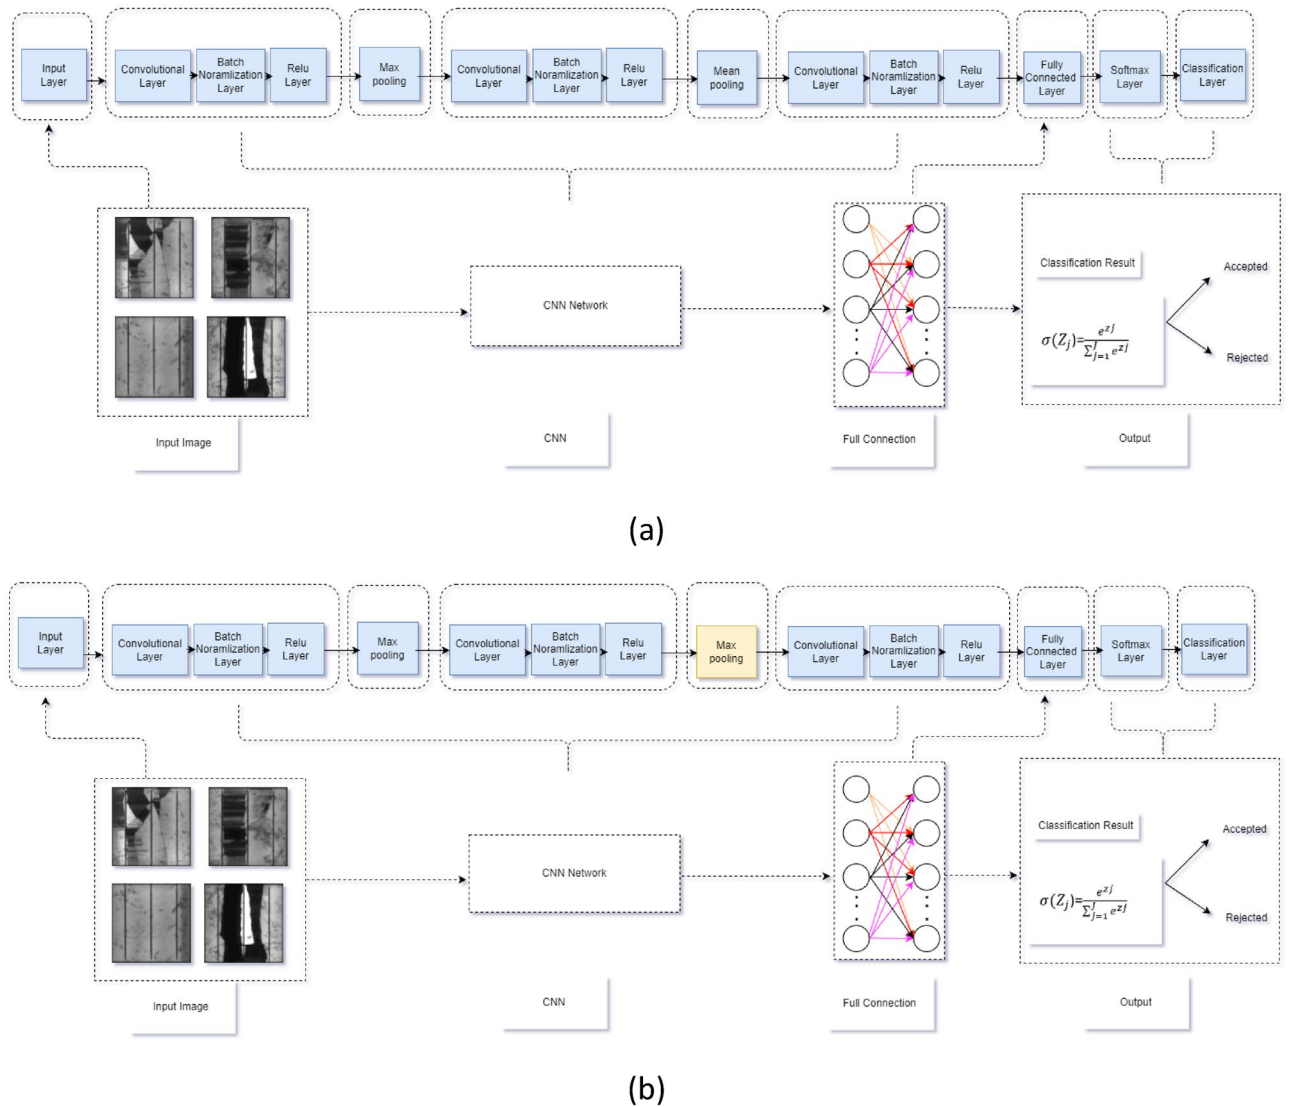 Input
Layer
Convolutional
Layer
Batch
Noramlization
Layer
Relu
Layer
Max
pooling
Convolutional
Layer
Batch
Noramlization
Layer
Relu
Layer
Mean
pooling
Convolutional
Layer
Batch
Noramlization
Layer
Relu
Layer
Fully
Connected
Layer
Softmax
Layer
Classification
Layer
CNN Network
Classification Result
σ(Zj)=e^zj/∑j=1^J e^zj
Accepted
Rejected
Input Image
CNN
Full Connection
Output
(a)
Input
Layer
Convolutional
Layer
Batch
Noramlization
Layer
Relu
Layer
Max
pooling
Convolutional
Layer
Batch
Noramlization
Layer
Relu
Layer
Max
pooling
Convolutional
Layer
Batch
Noramlization
Layer
Relu
Layer
Fully
Connected
Layer
Softmax
Layer
Classification
Layer
CNN Network
Classification Result
σ(Zj)=e^zj/∑j=1^J e^zj
Accepted
Rejected
Input Image
CNN
Full Connection
Output
(b)